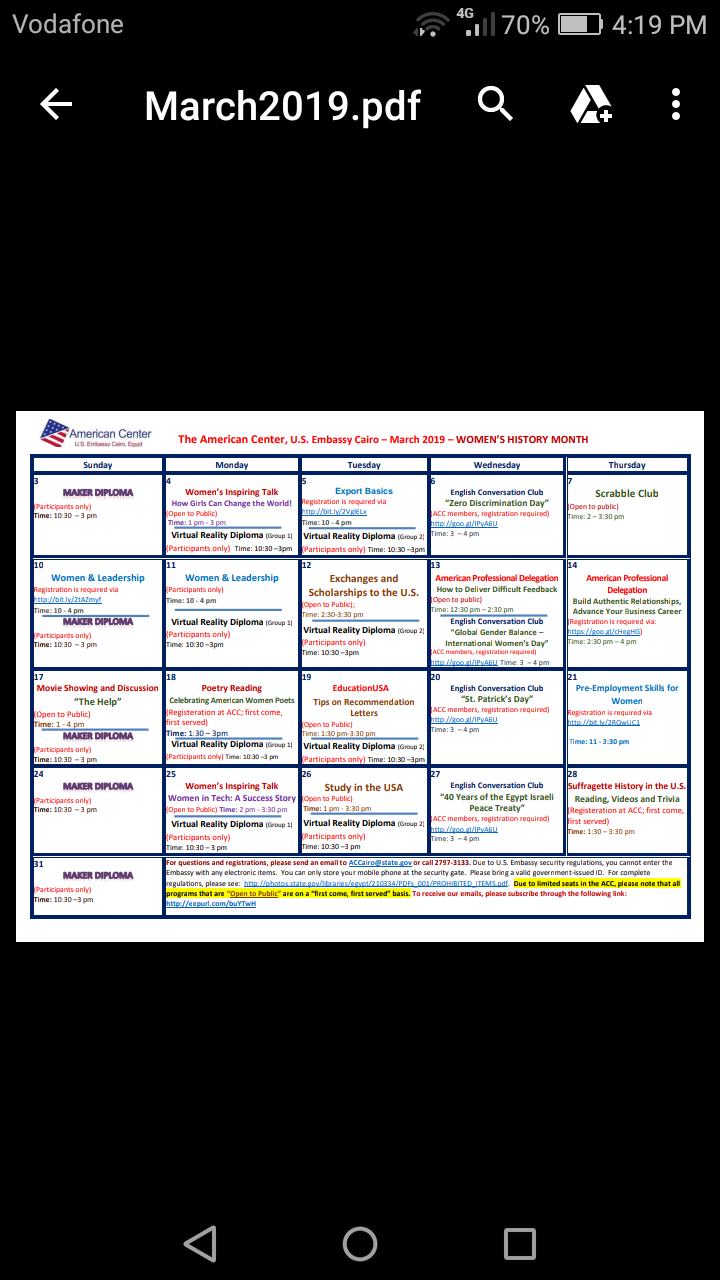 Vodafone 4G 70% 4:19 PM
March2019.pdf
American Center
U.S. Embassy Cairo, Egypt
The American Center, U.S. Embassy Cairo – March 2019 – WOMEN'S HISTORY MONTH
Sunday Monday Tuesday Wednesday Thursday
3
MAKER DIPLOMA
(Participants only)
Time: 10:30 – 3 pm
4
Women's Inspiring Talk
How Girls Can Change the World!
(Open to Public)
Time: 1 pm - 3 pm
Virtual Reality Diploma (Group 1)
(Participants only) Time: 10:30 –3pm
5
Export Basics
Registration is required via
http://bit.ly/2Vgl6Lx
Time: 10 - 4 pm
Virtual Reality Diploma (Group 2)
(Participants only) Time: 10:30 –3pm
6
English Conversation Club
"Zero Discrimination Day"
(ACC members, registration required)
http://goo.gl/IPyA6U
Time: 3 – 4 pm
7
Scrabble Club
(Open to public)
Time: 2 – 3:30 pm
10
Women & Leadership
Registration is required via
http://bit.ly/2tAZmyf
Time: 10 - 4 pm
MAKER DIPLOMA
(Participants only)
Time: 10:30 – 3 pm
11
Women & Leadership
(Participants only)
Time: 10 - 4 pm
Virtual Reality Diploma (Group 1)
(Participants only)
Time: 10:30 –3pm
12
Exchanges and
Scholarships to the U.S.
(Open to Public);
Time: 2:30-3:30 pm
Virtual Reality Diploma (Group 2)
(Participants only)
Time: 10:30 –3pm
13
American Professional Delegation
How to Deliver Difficult Feedback
(Open to public)
Time: 12:30 pm – 2:30 pm
English Conversation Club
"Global Gender Balance –
International Women's Day"
(ACC members, registration required)
http://goo.gl/IPyA6U Time: 3 – 4 pm
14
American Professional
Delegation
Build Authentic Relationships,
Advance Your Business Career
(Registration is required via:
https://goo.gl/cHegHG)
Time: 2:30 pm – 4 pm
17
Movie Showing and Discussion
"The Help"
(Open to Public)
Time: 1 - 4 pm
MAKER DIPLOMA
(Participants only)
Time: 10:30 – 3 pm
18
Poetry Reading
Celebrating American Women Poets
(Registeration at ACC; first come,
first served)
Time: 1:30 – 3pm
Virtual Reality Diploma (Group 1)
(Participants only) Time: 10:30 –3 pm
19
EducationUSA
Tips on Recommendation
Letters
(Open to Public)
Time: 1:30 pm-3:30 pm
Virtual Reality Diploma (Group 2)
(Participants only) Time: 10:30 –3pm
20
English Conversation Club
"St. Patrick's Day"
(ACC members, registration required)
http://goo.gl/IPyA6U
Time: 3 – 4 pm
21
Pre-Employment Skills for
Women
Registration is required via
http://bit.ly/2RQwUC1
Time: 11 - 3:30 pm
24
MAKER DIPLOMA
(Participants only)
Time: 10:30 – 3 pm
25
Women's Inspiring Talk
Women in Tech: A Success Story
(Open to Public) Time: 2 pm - 3:30 pm
Virtual Reality Diploma (Group 1)
(Participants only)
Time: 10:30 – 3 pm
26
Study in the USA
(Open to Public)
Time: 1 pm - 3:30 pm
Virtual Reality Diploma (Group 2)
(Participants only)
Time: 10:30 –3 pm
27
English Conversation Club
"40 Years of the Egypt Israeli
Peace Treaty"
(ACC members, registration required)
http://goo.gl/IPyA6U
Time: 3 – 4 pm
28
Suffragette History in the U.S.
Reading, Videos and Trivia
(Registeration at ACC; first come,
first served)
Time: 1:30 – 3:30 pm
31
MAKER DIPLOMA
(Participants only)
Time: 10:30 –3 pm
For questions and registrations, please send an email to ACCairo@state.gov or call 2797-3133. Due to U.S. Embassy security regulations, you cannot enter the
Embassy with any electronic items. You can only store your mobile phone at the security gate. Please bring a valid government-issued ID. For complete
regulations, please see: http://photos.state.gov/libraries/egypt/210334/PDFs_001/PROHIBITED_ITEMS.pdf. Due to limited seats in the ACC, please note that all
programs that are "Open to Public" are on a "first come, first served" basis. To receive our emails, please subscribe through the following link:
http://eepurl.com/buYTwH